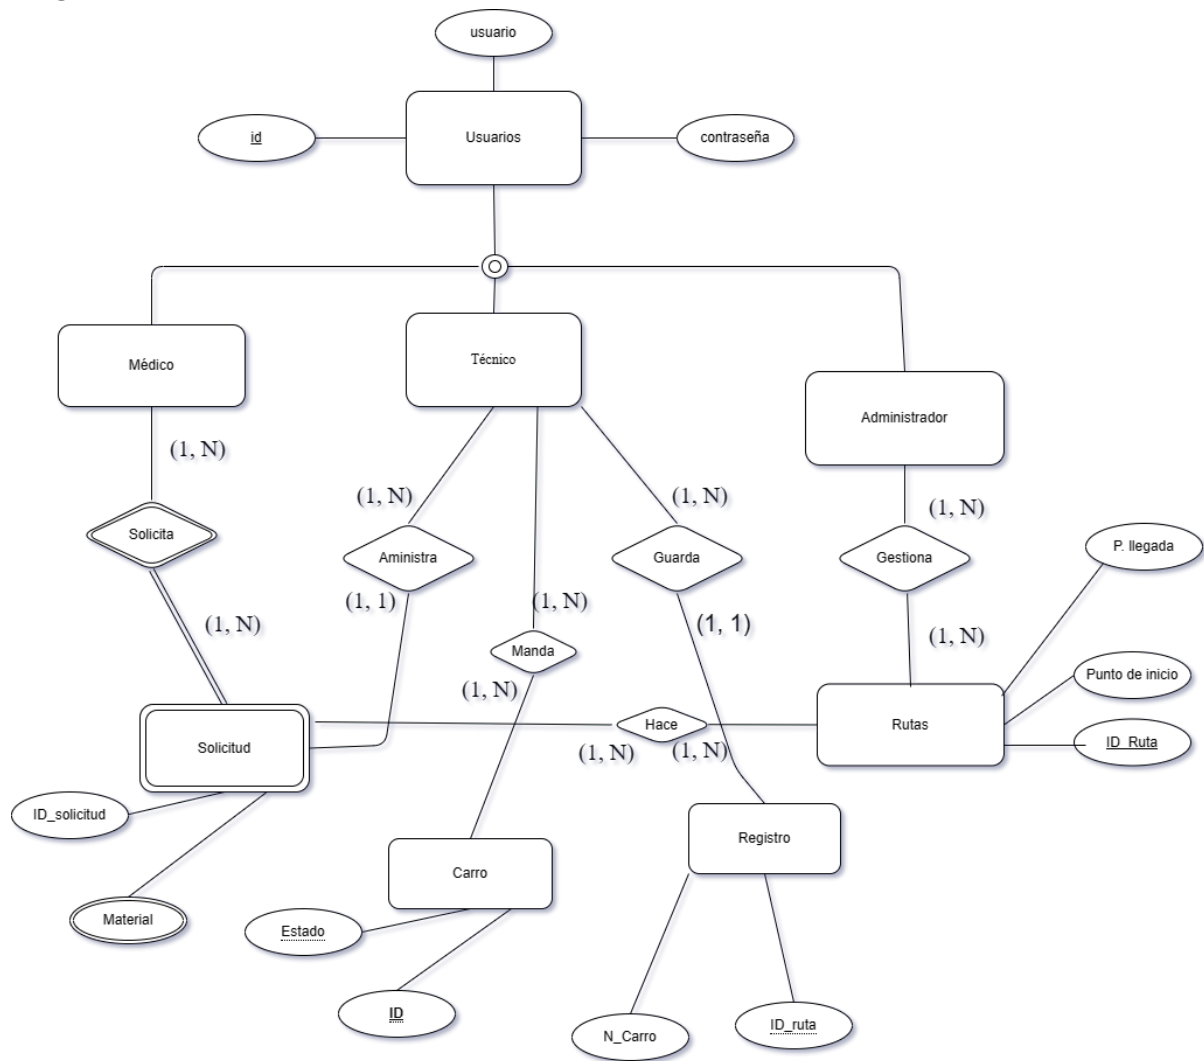 usuario
id
Usuarios
contraseña
Médico
Técnico
Administrador
(1, N)
(1, N)
(1, N)
(1, N)
Solicita
Aministra
Guarda
Gestiona
P. llegada
(1, N)
(1, 1)
(1, N)
(1, 1)
(1, N)
Manda
(1, N)
Punto de inicio
Solicitud
Hace
Rutas
ID_Ruta
(1, N)
(1, N)
ID_solicitud
Registro
Carro
Material
Estado
ID
N_Carro
ID_ruta